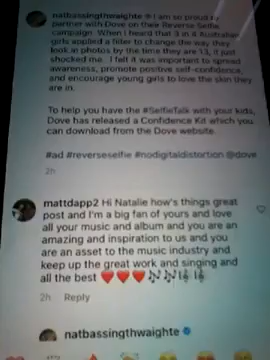 natbassingthwaighte I am so proud to
partner with Dove on their Reverse Selfie
campaign. When I heard that 3 in 4 Australian
girls applied a filter to change the way, they
look in photos by the time they are 13, it just
shocked me. I felt it was important to spread
awareness, promote positive self-confidence,
and encourage young girls to love the skin they
are in.
To help you have the #SelfieTalk with your kids,
Dove has released a Confidence Kit which you
can download from the Dove website.
#ad #reverseselfie #nodigitaldistortion @dove
2h
mattdapp2 Hi Natalie how's things great
post and I'm a big fan of yours and love
all your music and album and you are an
amazing and inspiration to us and you
are an asset to the music industry and
keep up the great work and singing and
all the best ❤️❤️❤️🎶🎶🎼🎼
2h Reply
natbassingthwaighte